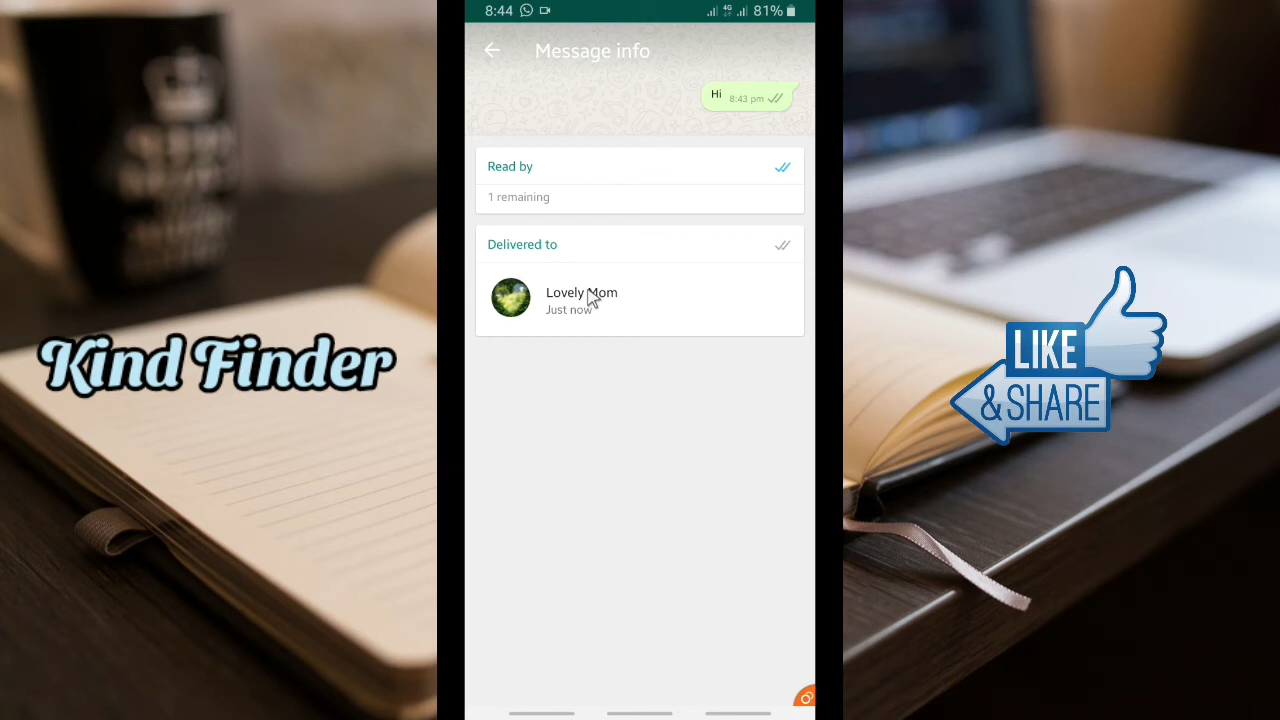 8:44
4G
81%
Message info
Hi
8:43 pm
Read by
1 remaining
Delivered to
Lovely Mom
Just now
Kind Finder
LIKE
&SHARE